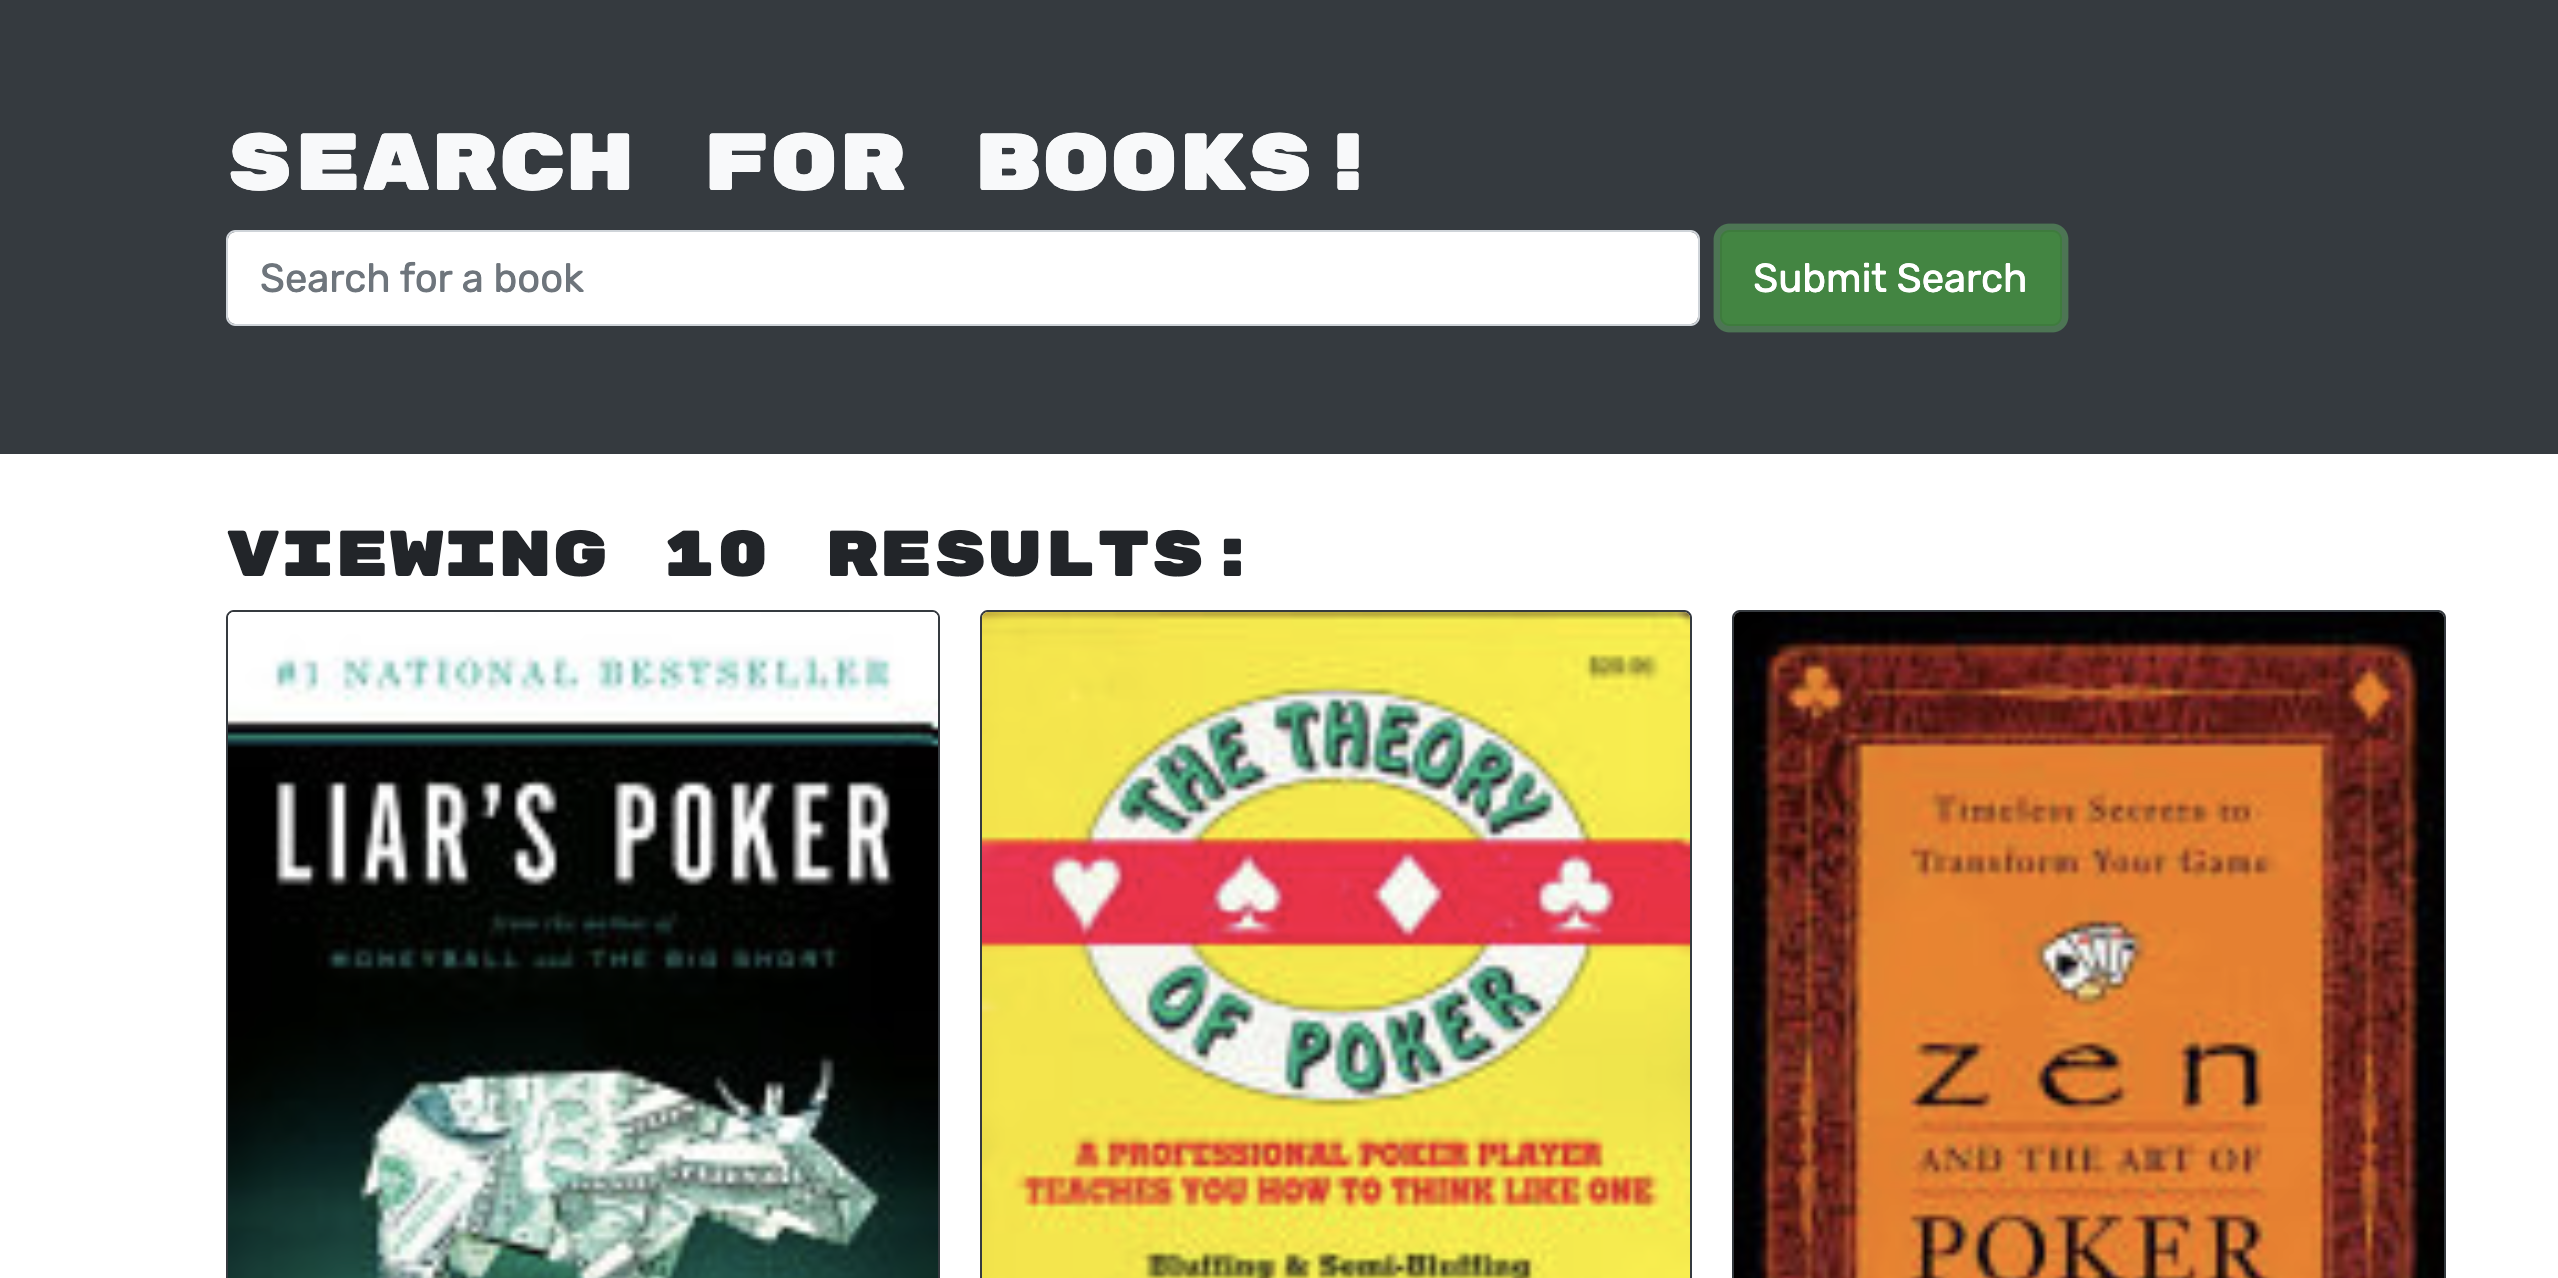 SEARCH FOR BOOKS!
Search for a book
Submit Search
VIEWING 10 RESULTS:
#1 NATIONAL BESTSELLER
LIAR'S POKER
from the author of
MONEYBALL and THE BIG SHORT
THE THEORY
OF POKER
A PROFESSIONAL POKER PLAYER
TEACHES YOU HOW TO THINK LIKE ONE
Bluffing & Semi-Bluffing
Timeless Secrets to
Transform Your Game
zen
AND THE ART OF
POKER